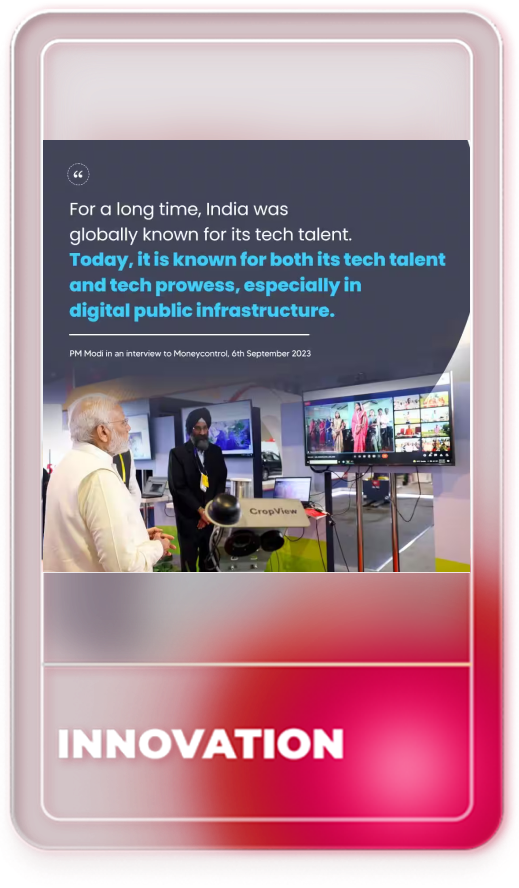 “
For a long time, India was
globally known for its tech talent.
Today, it is known for both its tech talent
and tech prowess, especially in
digital public infrastructure.
PM Modi in an interview to Moneycontrol, 6th September 2023
CropView
INNOVATION